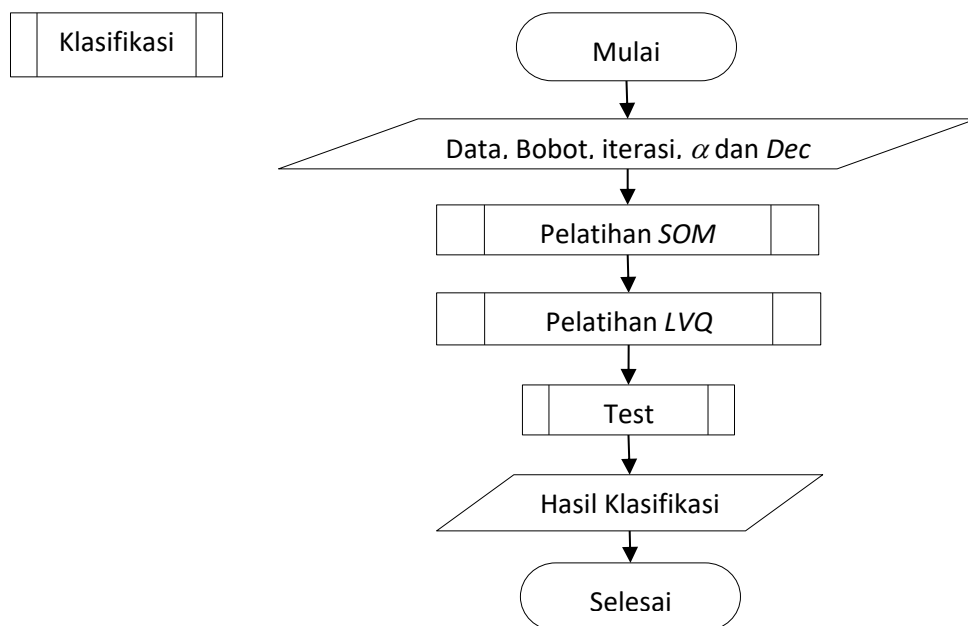 Klasifikasi
Mulai
Data, Bobot, iterasi, α dan Dec
Pelatihan SOM
Pelatihan LVQ
Test
Hasil Klasifikasi
Selesai